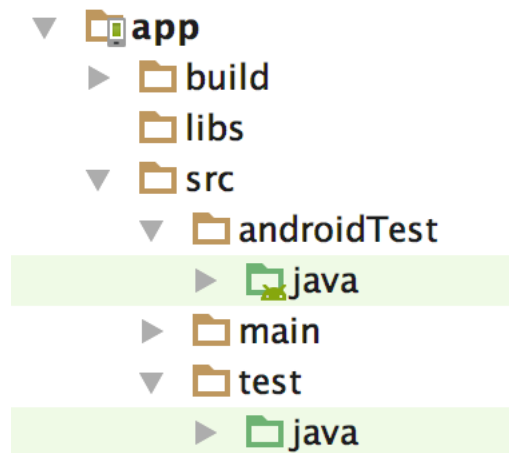 app
build
libs
src
androidTest
java
main
test
java